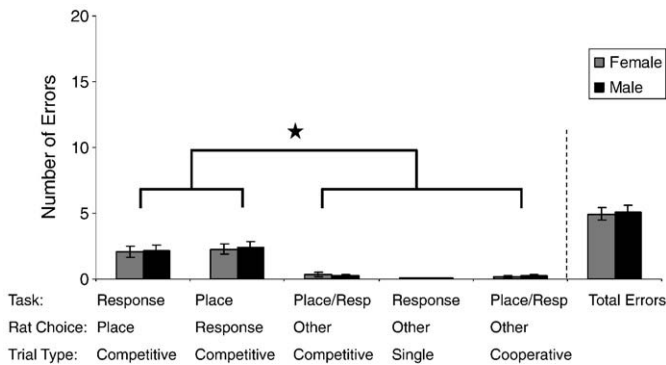 20
15
10
5
0
Number of Errors
Female
Male
Task: Response Place Place/Resp Response Place/Resp Total Errors
Rat Choice: Place Response Other Other Other
Trial Type: Competitive Competitive Competitive Single Cooperative